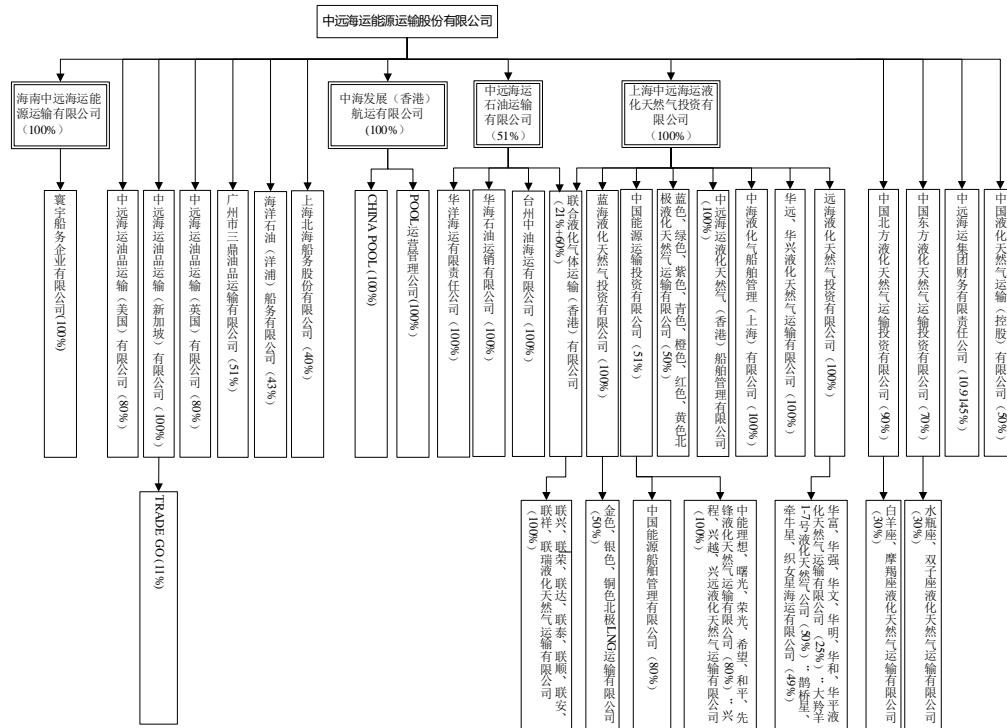 中远海运能源运输股份有限公司
海南中远海运能
源运输有限公司
（100%）
中海发展（香港）
航运有限公司
(100%)
中远海运
石油运输
有限公司
（51%）
上海中远海运液
化天然气投资有
限公司
（100%）
寰宇船务企业有限公司(100%)
中远海运油品运输（美国）有限公司（80%）
中远海运油品运输（新加坡）有限公司（100%）
中远海运油品运输（英国）有限公司（80%）
广州市三鼎油品运输有限公司（51%）
海洋石油（洋浦）船务有限公司（43%）
上海北海船务股份有限公司（40%）
CHINA POOL (100%)
POOL运营管理公司(100%)
华洋海运有限责任公司（100%）
华海石油运销有限公司（100%）
台州中油海运有限公司（100%）
联合液化气体运输（香港）有限公司
（21%+60%）
蓝海液化天然气投资有限公司（100%）
中国能源运输投资有限公司（51%）
蓝色、绿色、紫色、青色、橙色、红色、黄色北
极液化天然气运输有限公司（50%）
中远海运液化天然气（香港）船舶管理有限公司
（100%）
中海液化气船舶管理（上海）有限公司（100%）
华远、华兴液化天然气运输有限公司（100%）
远海液化天然气投资有限公司（100%）
中国北方液化天然气运输投资有限公司（90%）
中国东方液化天然气运输投资有限公司（70%）
中远海运集团财务有限责任公司（10.9145%）
中国液化天然气运输（控股）有限公司（50%）
TRADE GO (11%)
联兴、联荣、联达、联泰、联顺、联安、
联祥、联瑞液化天然气运输有限公司
（100%）
金色、银色、铜色北极LNG运输有限公司
（50%）
中国能源船舶管理有限公司（80%）
中能理想、曙光、荣光、希望、和平、先
锋液化天然气运输有限公司（80%）；兴
程、兴越、兴远液化天然气运输有限公司
（100%）
华富、华强、华文、华明、华和、华平液
化天然气运输有限公司（25%）；大羚羊
1-7号液化天然气公司（50%）；鹊桥星、
牵牛星、织女星海运有限公司（49%）
白羊座、摩羯座液化天然气运输有限公司
（30%）
水瓶座、双子座液化天然气运输有限公司
（30%）